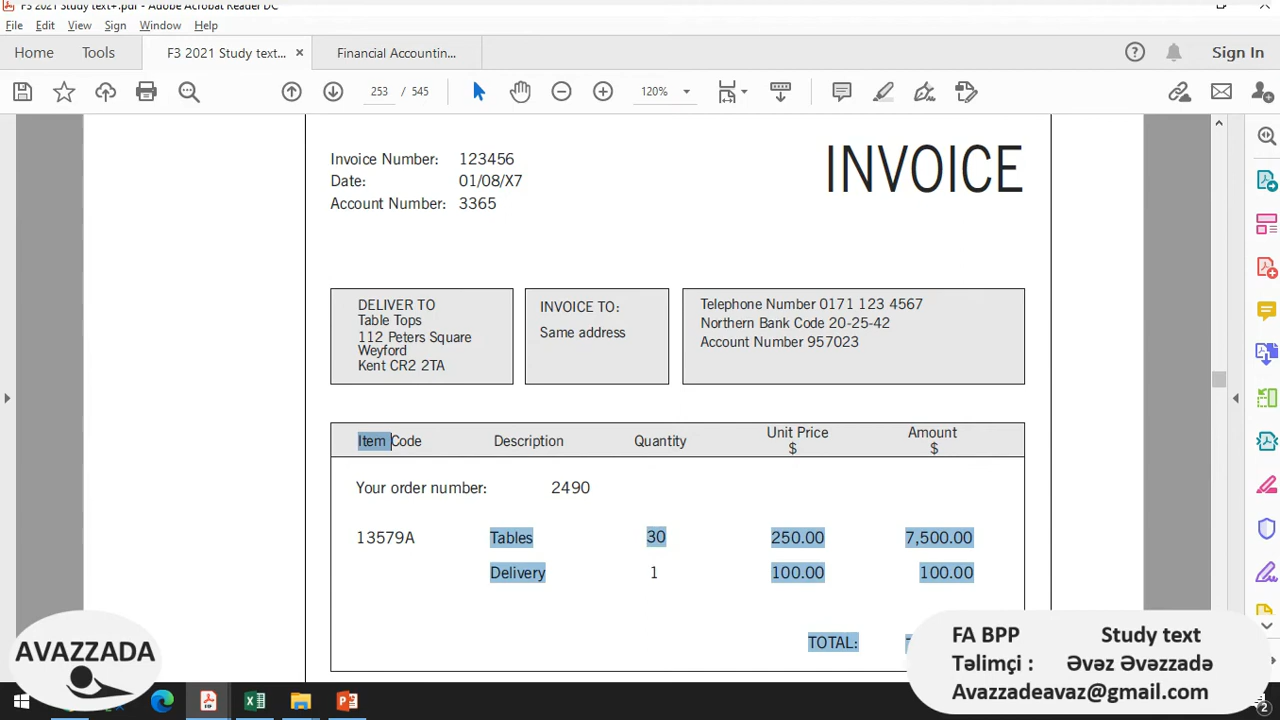 F3 2021 Study text+.pdf - Adobe Acrobat Reader DC
File Edit View Sign Window Help
Home Tools F3 2021 Study text... × Financial Accountin... Sign In
253 / 545 120%
Invoice Number: 123456
INVOICE
Date: 01/08/X7
Account Number: 3365
DELIVER TO
Table Tops
112 Peters Square
Weyford
Kent CR2 2TA
INVOICE TO:
Same address
Telephone Number 0171 123 4567
Northern Bank Code 20-25-42
Account Number 957023
Item Code Description Quantity Unit Price $ Amount $
Your order number: 2490
13579A Tables 30 250.00 7,500.00
Delivery 1 100.00 100.00
TOTAL:
AVAZZADA
FA BPP Study text
Təlimçi : Əvəz Əvəzzadə
Avazzadeavaz@gmail.com
2